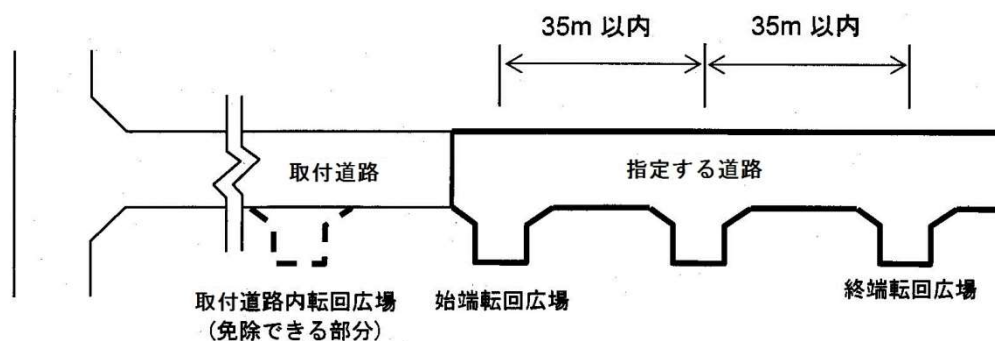 35m 以内
35m 以内
取付道路
指定する道路
取付道路内転回広場
（免除できる部分）
始端転回広場
終端転回広場